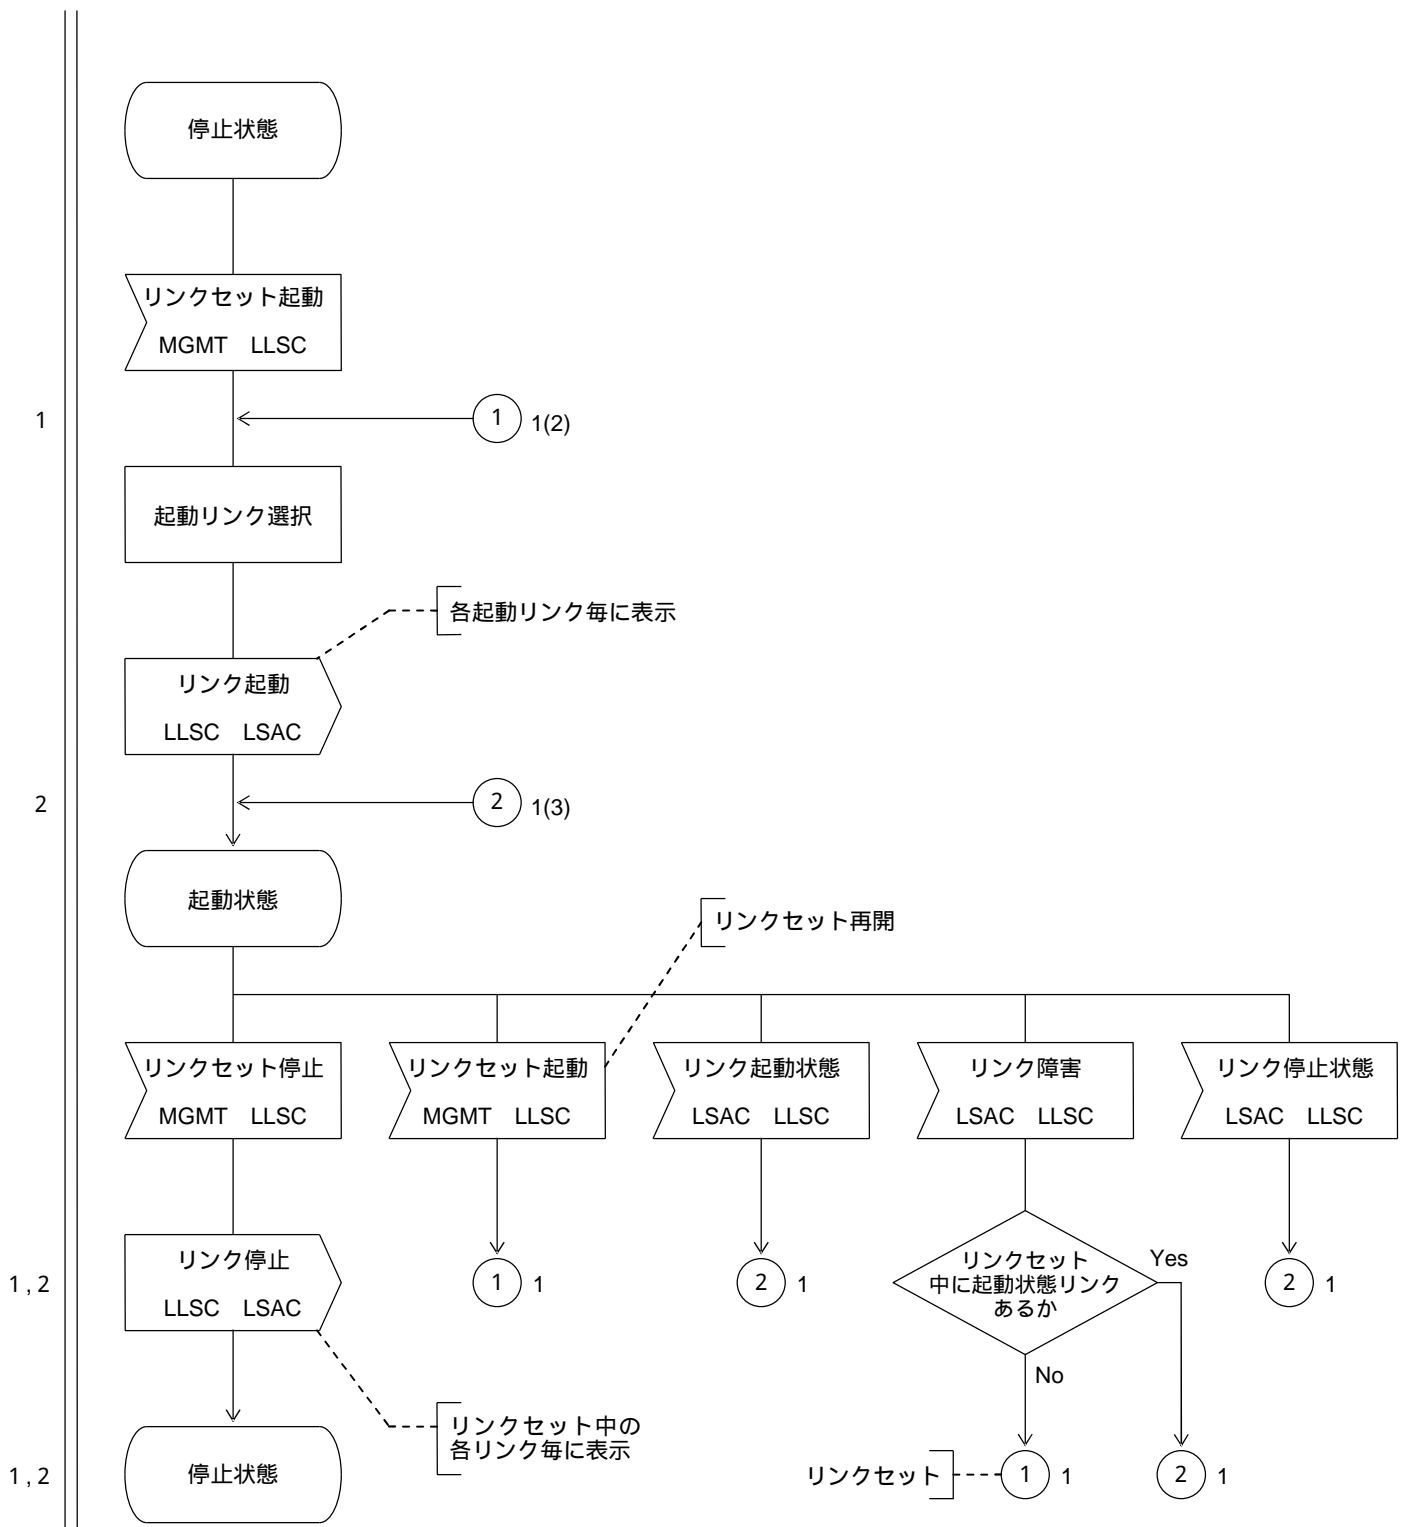 停止状態
リンクセット起動
MGMT LLSC
1
1 1(2)
起動リンク選択
各起動リンク毎に表示
リンク起動
LLSC LSAC
2
2 1(3)
起動状態
リンクセット再開
リンクセット停止
MGMT LLSC
リンクセット起動
MGMT LLSC
リンク起動状態
LSAC LLSC
リンク障害
LSAC LLSC
リンク停止状態
LSAC LLSC
1 , 2
リンク停止
LLSC LSAC
1 1
2 1
リンクセット
中に起動状態リンク
あるか
Yes
2 1
No
リンクセット中の
各リンク毎に表示
1 , 2
停止状態
リンクセット
1 1
2 1